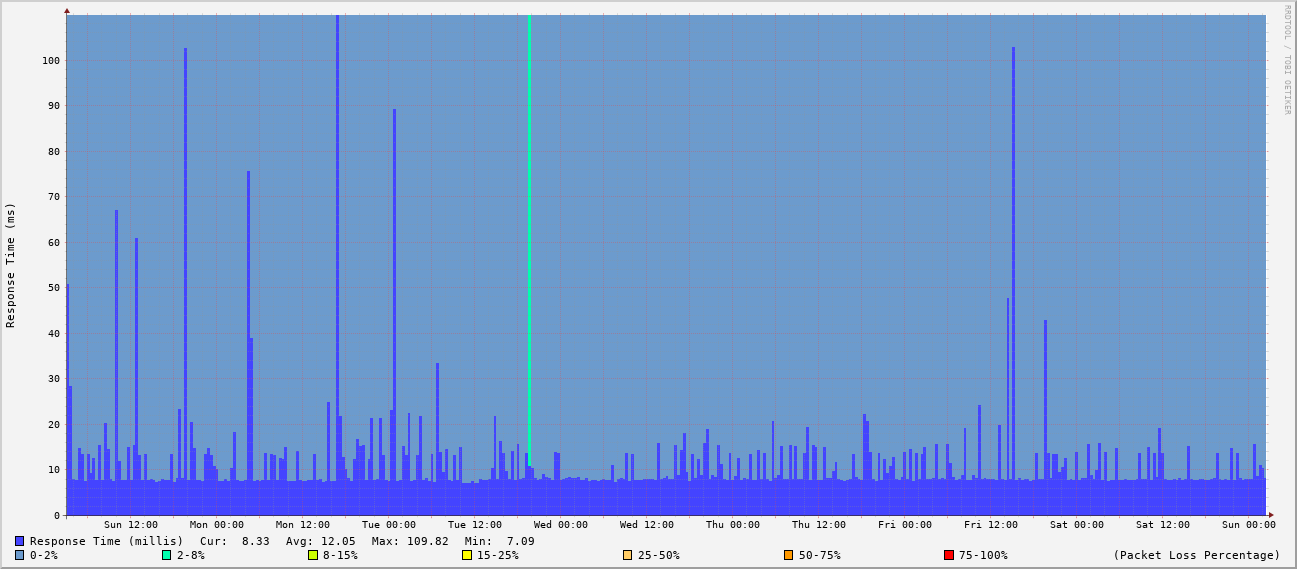 RRDTOOL / TOBI OETIKER
Response Time (ms)
100
90
80
70
60
50
40
30
20
10
0
Sun 12:00 Mon 00:00 Mon 12:00 Tue 00:00 Tue 12:00 Wed 00:00 Wed 12:00 Thu 00:00 Thu 12:00 Fri 00:00 Fri 12:00 Sat 00:00 Sat 12:00 Sun 00:00
Response Time (millis) Cur: 8.33 Avg: 12.05 Max: 109.82 Min: 7.09
0-2% 2-8% 8-15% 15-25% 25-50% 50-75% 75-100% (Packet Loss Percentage)